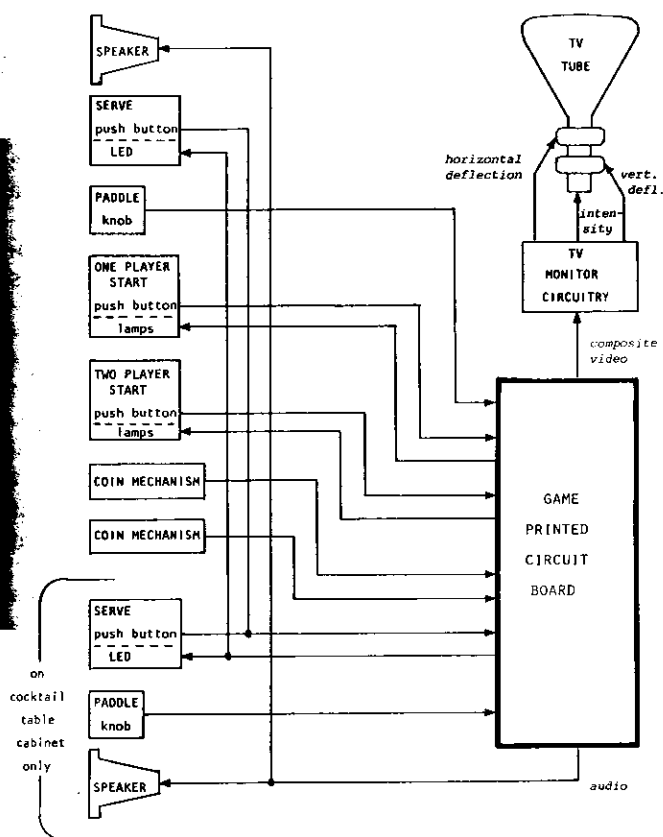 SPEAKER
SERVE
push button
LED
PADDLE
knob
ONE PLAYER
START
push button
lamps
TWO PLAYER
START
push button
lamps
COIN MECHANISM
COIN MECHANISM
SERVE
push button
LED
PADDLE
knob
SPEAKER
on
cocktail
table
cabinet
only
TV
TUBE
horizontal
deflection
vert.
defl.
inten-
sity
TV
MONITOR
CIRCUITRY
composite
video
GAME
PRINTED
CIRCUIT
BOARD
audio